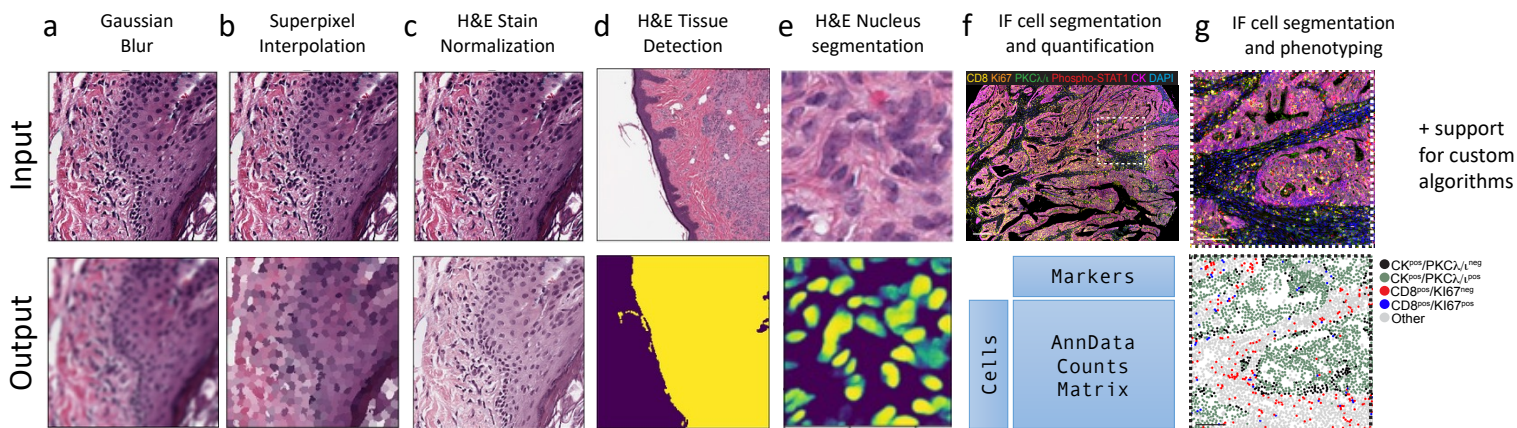 a Gaussian Blur
b Superpixel Interpolation
c H&E Stain Normalization
d H&E Tissue Detection
e H&E Nucleus segmentation
f IF cell segmentation and quantification
g IF cell segmentation and phenotyping
Input
CD8 Ki67 PKCλ/ι Phospho-STAT1 CK DAPI
+ support
for custom
algorithms
Output
Markers
Cells
AnnData
Counts
Matrix
CKpos/PKCλ/ιneg
CKpos/PKCλ/ιpos
CD8pos/KI67neg
CD8pos/KI67pos
Other